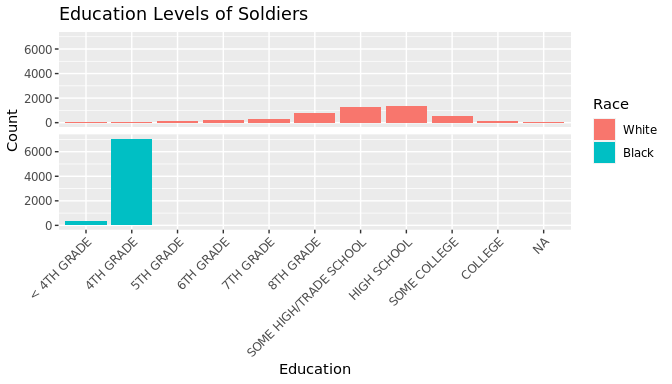 Education Levels of Soldiers
Count
6000
4000
2000
0
6000
4000
2000
0
< 4TH GRADE
4TH GRADE
5TH GRADE
6TH GRADE
7TH GRADE
8TH GRADE
SOME HIGH/TRADE SCHOOL
HIGH SCHOOL
SOME COLLEGE
COLLEGE
NA
Education
Race
White
Black